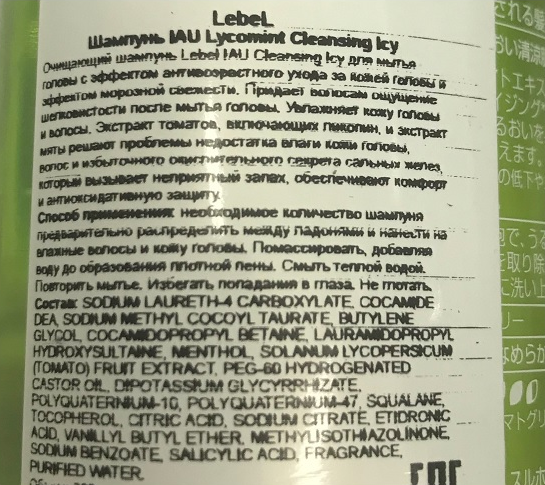 LebeL
Шампунь IAU Lycomint Cleansing Icy
Очищающий шампунь Lebel IAU Cleansing Icy для мытья
головы с эффектом антивозрастного ухода за кожей головы и
эффектом морозной свежести. Придает волосам ощущение
шелковистости после мытья головы. Увлажняет кожу головы
и волосы. Экстракт томатов, включающих ликопин, и экстракт
мяты решают проблемы недостатка влаги кожи головы,
волос и избыточного окислительного секрета сальных желез,
который вызывает неприятный запах, обеспечивают комфорт
и антиоксидативную защиту.
Способ применения: необходимое количество шампуня
предварительно распределить между ладонями и нанести на
влажные волосы и кожу головы. Помассировать, добавляя
воду до образования плотной пены. Смыть теплой водой.
Повторить мытье. Избегать попадания в глаза. Не глотать.
Состав: SODIUM LAURETH-4 CARBOXYLATE, COCAMIDE
DEA, SODIUM METHYL COCOYL TAURATE, BUTYLENE
GLYCOL, COCAMIDOPROPYL BETAINE, LAURAMIDOPROPYL
HYDROXYSULTAINE, MENTHOL, SOLANUM LYCOPERSICUM
(TOMATO) FRUIT EXTRACT, PEG-60 HYDROGENATED
CASTOR OIL, DIPOTASSIUM GLYCYRRHIZATE,
POLYQUATERNIUM-10, POLYQUATERNIUM-47, SQUALANE,
TOCOPHEROL, CITRIC ACID, SODIUM CITRATE, ETIDRONIC
ACID, VANILLYL BUTYL ETHER, METHYLISOTHIAZOLINONE,
SODIUM BENZOATE, SALICYLIC ACID, FRAGRANCE,
PURIFIED WATER.